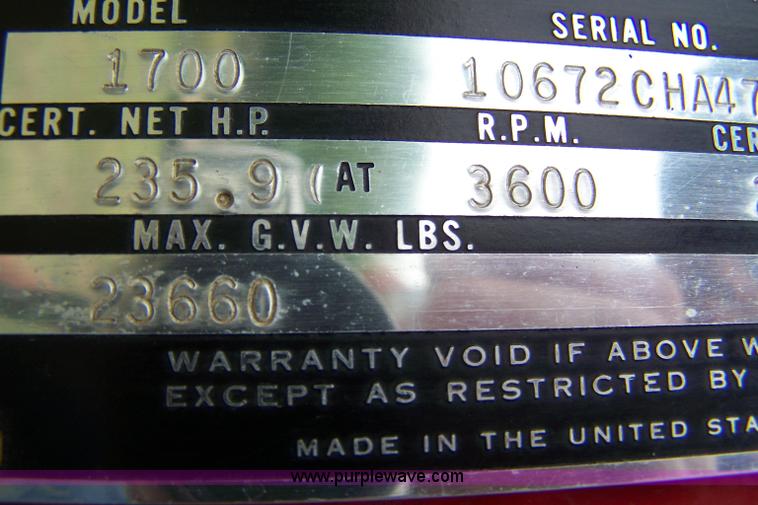 MODEL SERIAL NO.
1700 10672CHA47
CERT. NET H.P. R.P.M. CER
235.9 AT 3600
MAX. G.V.W. LBS.
23660
WARRANTY VOID IF ABOVE W
EXCEPT AS RESTRICTED BY
MADE IN THE UNITED STA
www.purplewave.com